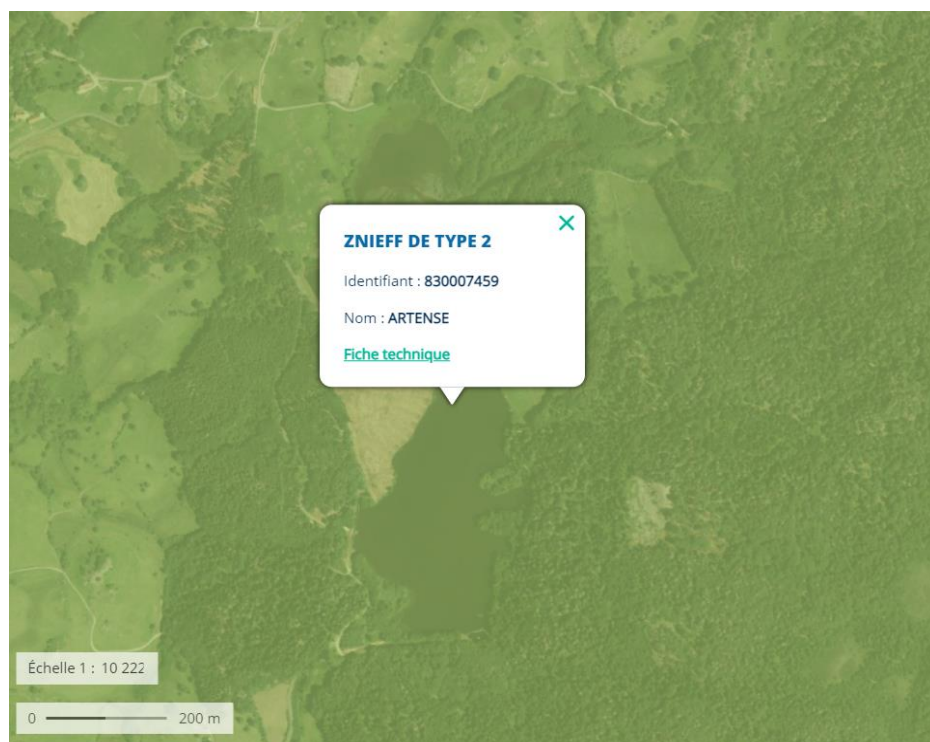 ZNIEFF DE TYPE 2
Identifiant : 830007459
Nom : ARTENSE
Fiche technique
Échelle 1 : 10 222
0 200 m